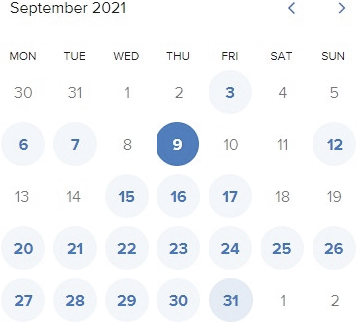 September 2021
MON TUE WED THU FRI SAT SUN
30 31 1 2 3 4 5
6 7 8 9 10 11 12
13 14 15 16 17 18 19
20 21 22 23 24 25 26
27 28 29 30 31 1 2